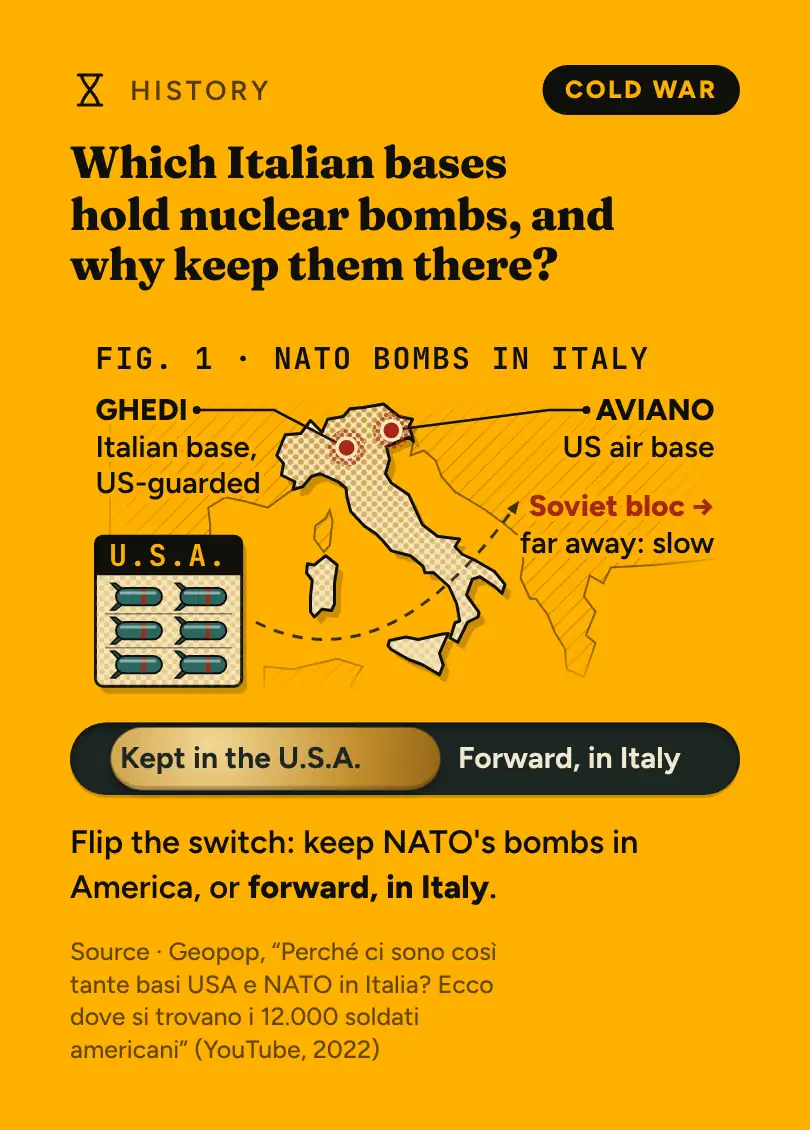 HISTORY
COLD WAR
Which Italian bases
hold nuclear bombs, and
why keep them there?
FIG. 1 · NATO BOMBS IN ITALY
GHEDI
Italian base,
US-guarded
AVIANO
US air base
Soviet bloc →
far away: slow
U.S.A.
Kept in the U.S.A.
Forward, in Italy
Flip the switch: keep NATO's bombs in
America, or forward, in Italy.
Source · Geopop, “Perché ci sono così
tante basi USA e NATO in Italia? Ecco
dove si trovano i 12.000 soldati
americani” (YouTube, 2022)